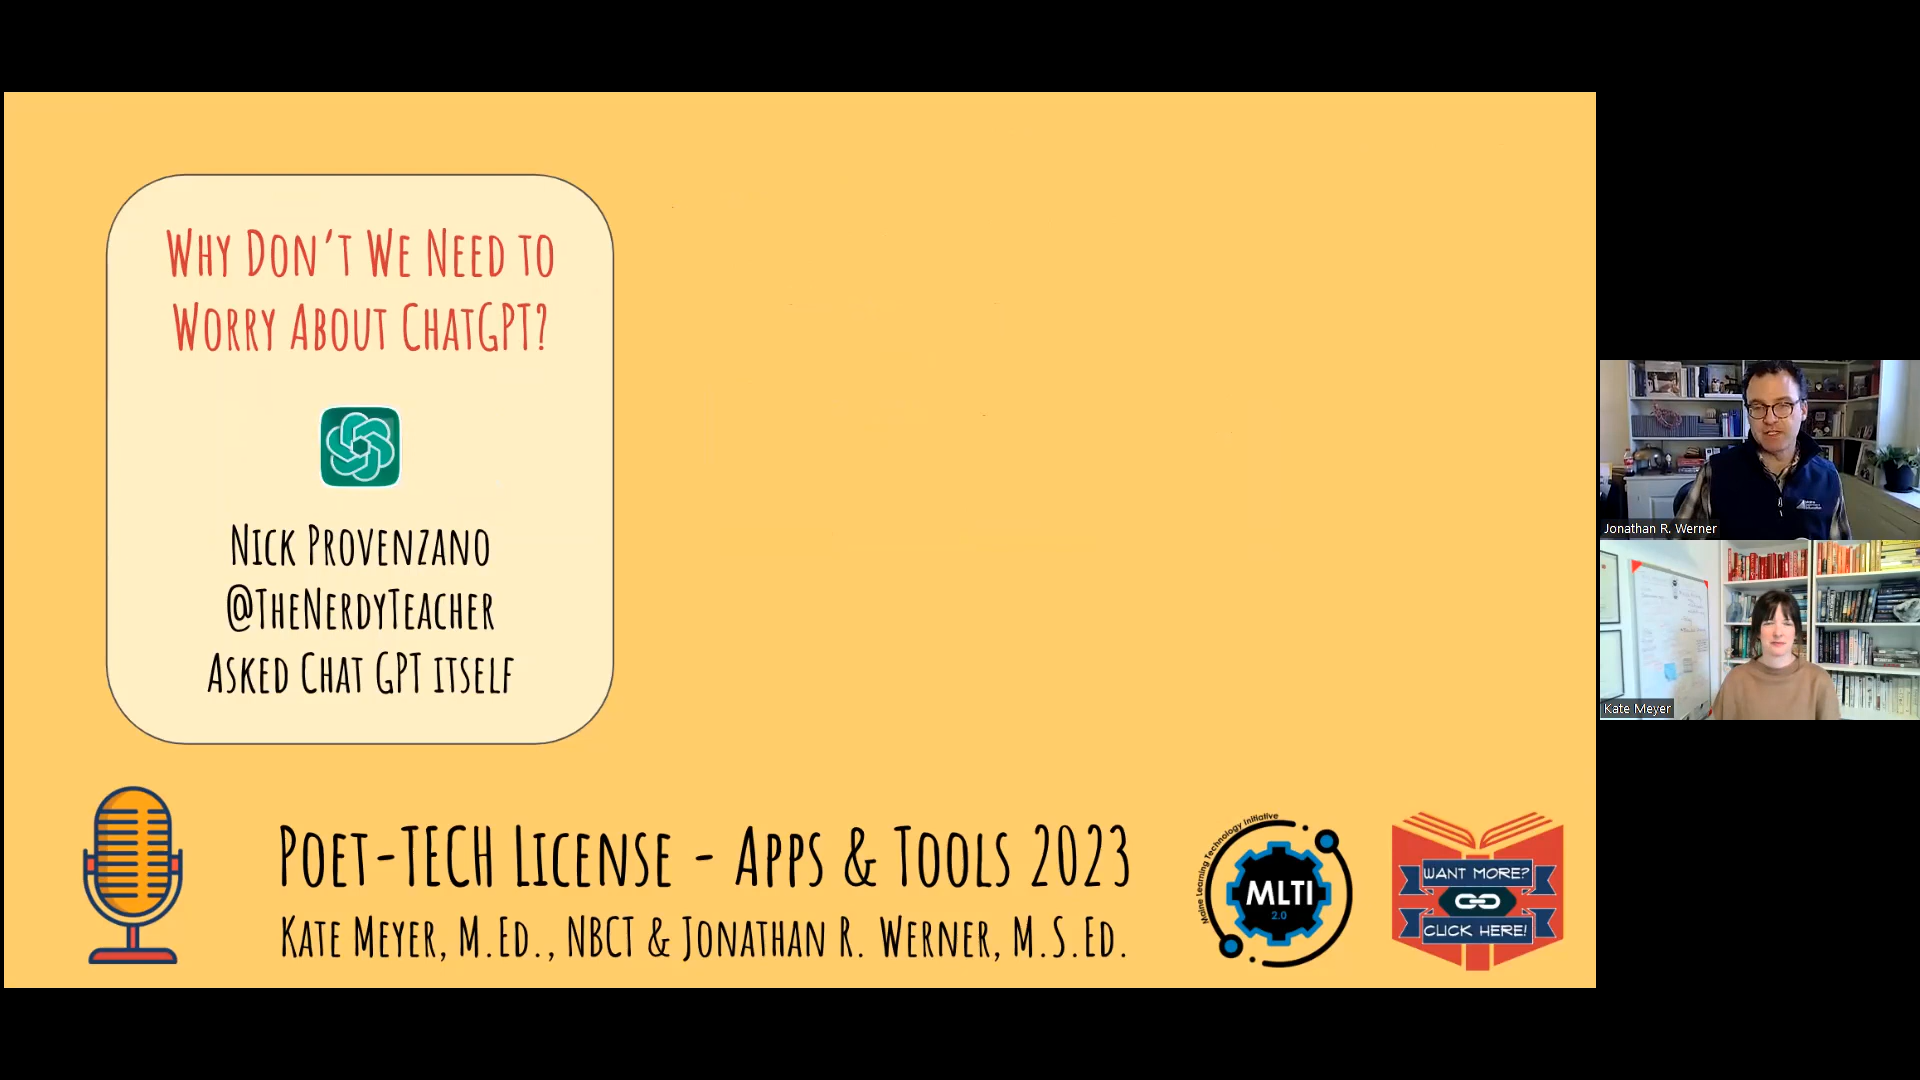 Why Don't We Need to
Worry About ChatGPT?
Nick Provenzano
@TheNerdyTeacher
Asked Chat GPT itself
Poet-TECH License - Apps & Tools 2023
Kate Meyer, M.Ed., NBCT & Jonathan R. Werner, M.S.Ed.
Maine Learning Technology Initiative
MLTI
2.0
WANT MORE?
CLICK HERE!
Jonathan R. Werner
Kate Meyer